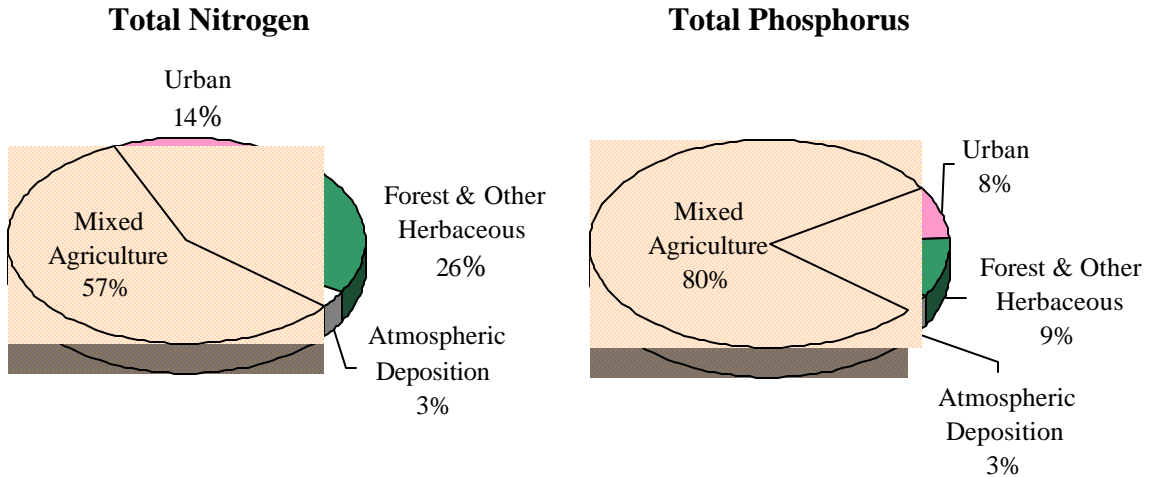 Total Nitrogen
Urban
14%
Mixed
Agriculture
57%
Forest & Other
Herbaceous
26%
Atmospheric
Deposition
3%
Total Phosphorus
Mixed
Agriculture
80%
Urban
8%
Forest & Other
Herbaceous
9%
Atmospheric
Deposition
3%